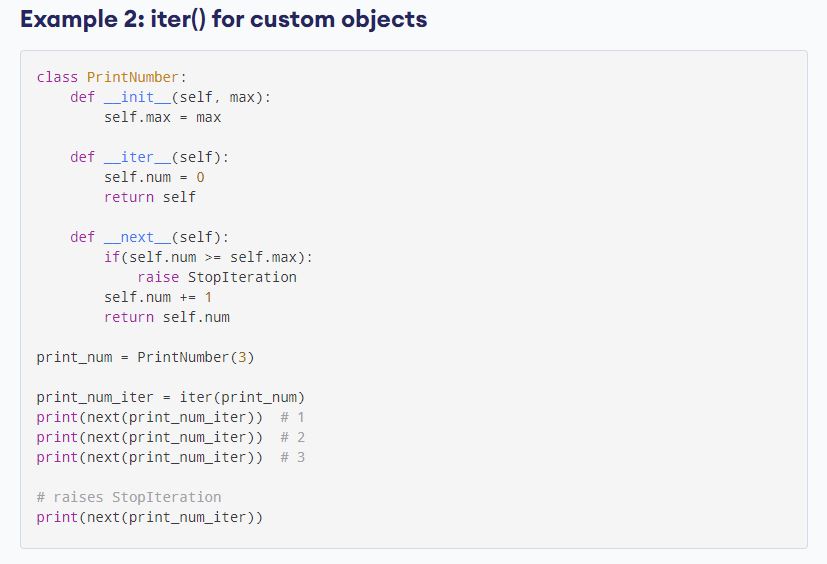 Example 2: iter() for custom objects
class PrintNumber:
    def __init__(self, max):
        self.max = max
    def __iter__(self):
        self.num = 0
        return self
    def __next__(self):
        if(self.num >= self.max):
            raise StopIteration
        self.num += 1
        return self.num
print_num = PrintNumber(3)
print_num_iter = iter(print_num)
print(next(print_num_iter))  # 1
print(next(print_num_iter))  # 2
print(next(print_num_iter))  # 3
# raises StopIteration
print(next(print_num_iter))